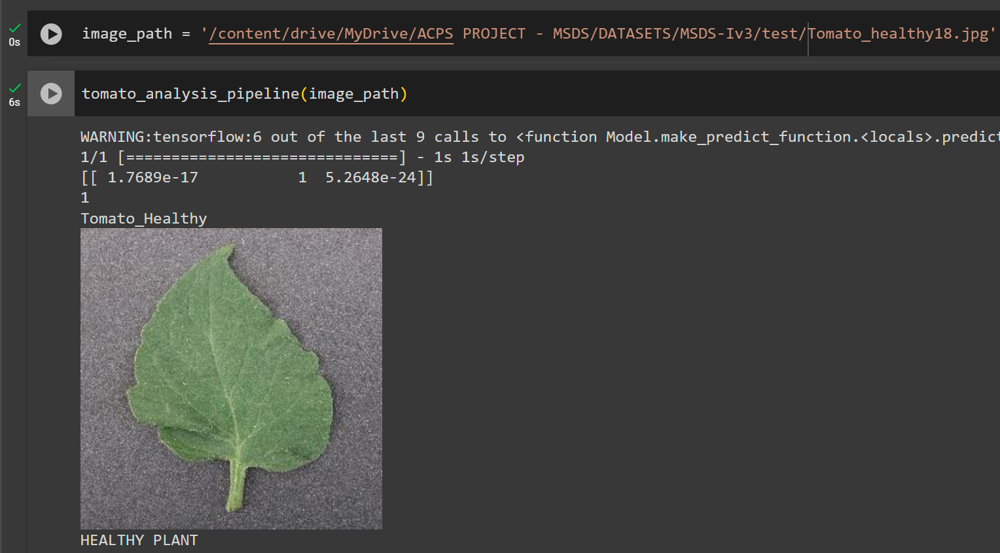 0s
image_path = '/content/drive/MyDrive/ACPS PROJECT - MSDS/DATASETS/MSDS-Iv3/test/Tomato_healthy18.jpg'
6s
tomato_analysis_pipeline(image_path)
WARNING:tensorflow:6 out of the last 9 calls to <function Model.make_predict_function.<locals>.predict
1/1 [==============================] - 1s 1s/step
[[ 1.7689e-17           1  5.2648e-24]]
1
Tomato_Healthy
HEALTHY PLANT